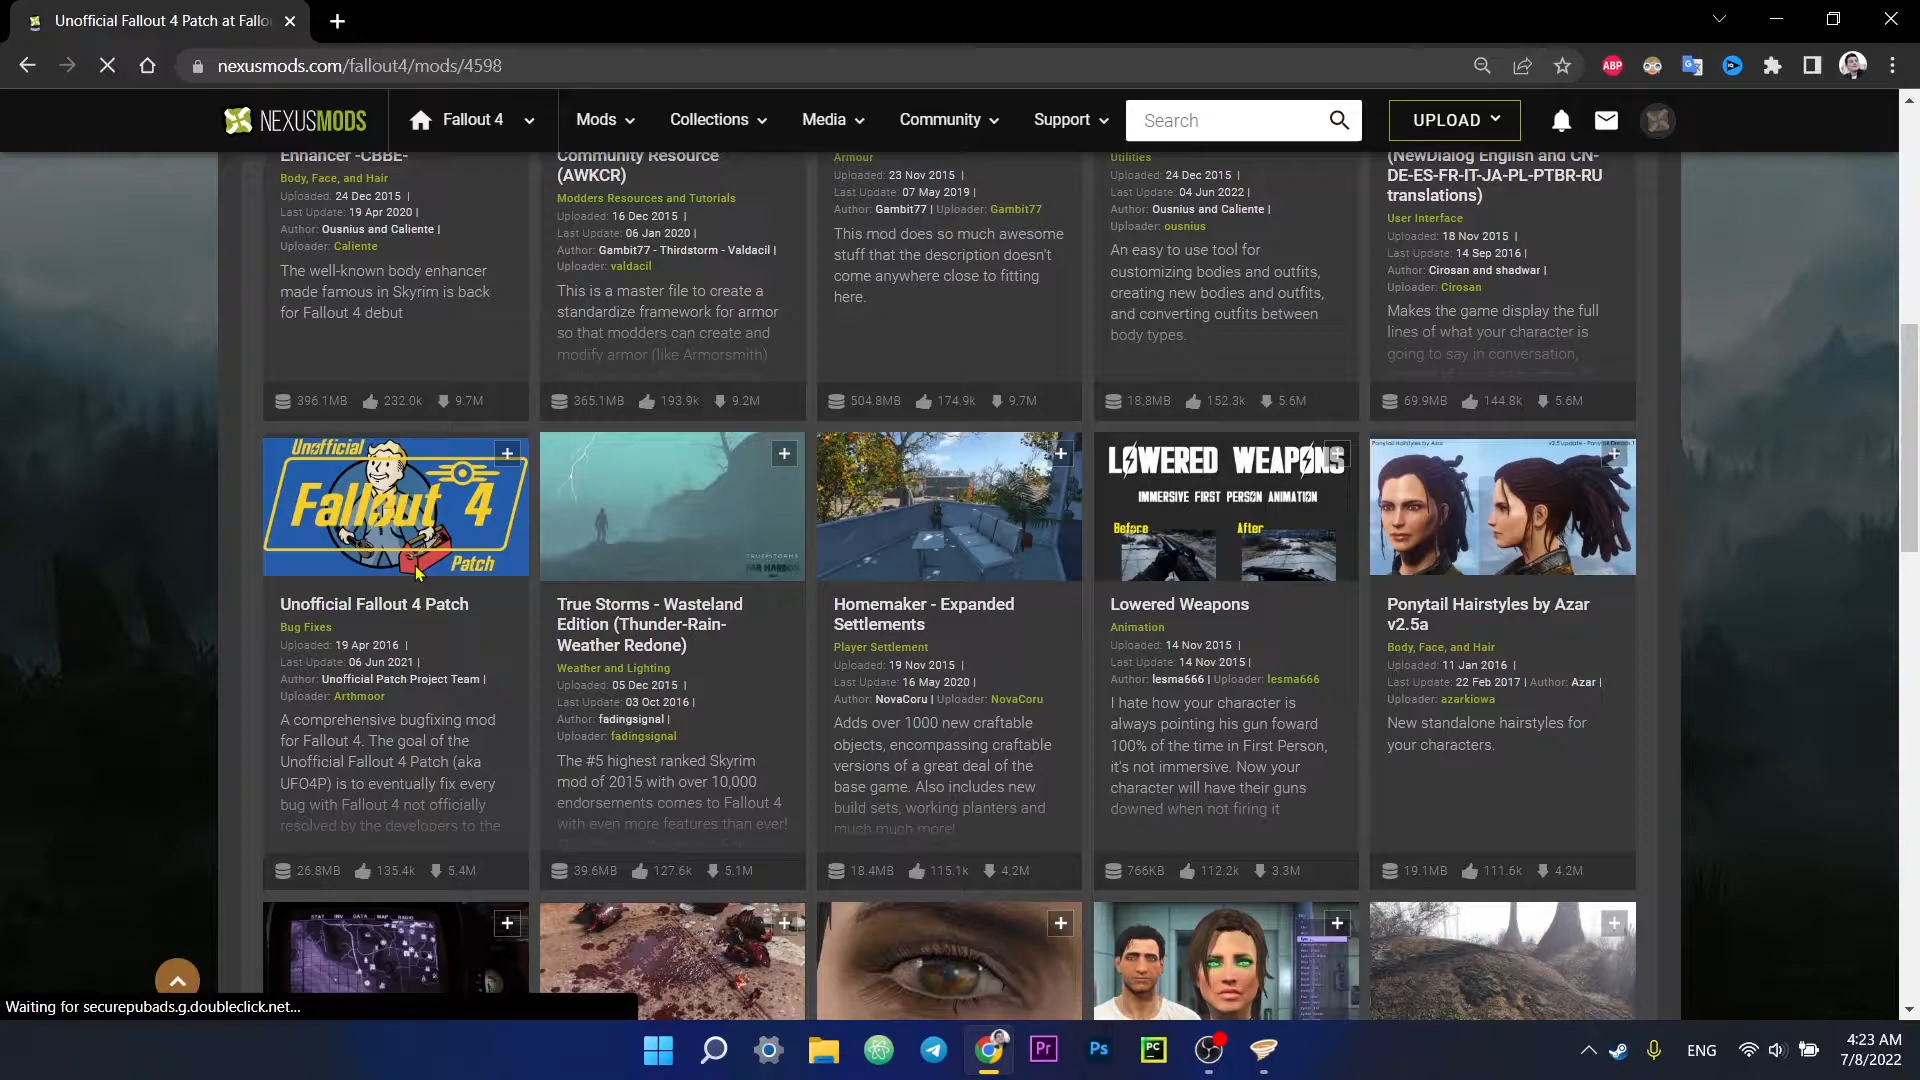 Unofficial Fallout 4 Patch at Fallo
nexusmods.com/fallout4/mods/4598
ABP
NEXUSMODS
Fallout 4
Mods
Collections
Media
Community
Support
Search
UPLOAD
Enhancer -CBBE-
Body, Face, and Hair
Uploaded: 24 Dec 2015 |
Last Update: 19 Apr 2020 |
Author: Ousnius and Caliente |
Uploader: Caliente
The well-known body enhancer
made famous in Skyrim is back
for Fallout 4 debut
396.1MB 232.0k 9.7M
Community Resource
(AWKCR)
Modders Resources and Tutorials
Uploaded: 16 Dec 2015 |
Last Update: 06 Jan 2020 |
Author: Gambit77 - Thirdstorm - Valdacil |
Uploader: valdacil
This is a master file to create a
standardize framework for armor
so that modders can create and
modify armor (like Armorsmith)
365.1MB 193.9k 9.2M
Armour
Uploaded: 23 Nov 2015 |
Last Update: 07 May 2019 |
Author: Gambit77 | Uploader: Gambit77
This mod does so much awesome
stuff that the description doesn't
come anywhere close to fitting
here.
504.8MB 174.9k 9.7M
Utilities
Uploaded: 24 Dec 2015 |
Last Update: 04 Jun 2022 |
Author: Ousnius and Caliente |
Uploader: ousnius
An easy to use tool for
customizing bodies and outfits,
creating new bodies and outfits,
and converting outfits between
body types.
18.8MB 152.3k 5.6M
(NewDialog English and CN-
DE-ES-FR-IT-JA-PL-PTBR-RU
translations)
User Interface
Uploaded: 18 Nov 2015 |
Last Update: 14 Sep 2016 |
Author: Cirosan and shadwar |
Uploader: Cirosan
Makes the game display the full
lines of what your character is
going to say in conversation,
69.9MB 144.8k 5.6M
Unofficial
Fallout 4
Patch
Unofficial Fallout 4 Patch
Bug Fixes
Uploaded: 19 Apr 2016 |
Last Update: 06 Jun 2021 |
Author: Unofficial Patch Project Team |
Uploader: Arthmoor
A comprehensive bugfixing mod
for Fallout 4. The goal of the
Unofficial Fallout 4 Patch (aka
UFO4P) is to eventually fix every
bug with Fallout 4 not officially
resolved by the developers to the
26.8MB 135.4k 5.4M
TRUE STORMS
FAR HARBOR
True Storms - Wasteland
Edition (Thunder-Rain-
Weather Redone)
Weather and Lighting
Uploaded: 05 Dec 2015 |
Last Update: 03 Oct 2016 |
Author: fadingsignal |
Uploader: fadingsignal
The #5 highest ranked Skyrim
mod of 2015 with over 10,000
endorsements comes to Fallout 4
with even more features than ever!
39.6MB 127.6k 5.1M
Homemaker - Expanded
Settlements
Player Settlement
Uploaded: 19 Nov 2015 |
Last Update: 16 May 2020 |
Author: NovaCoru | Uploader: NovaCoru
Adds over 1000 new craftable
objects, encompassing craftable
versions of a great deal of the
base game. Also includes new
build sets, working planters and
much much more!
18.4MB 115.1k 4.2M
LOWERED WEAPONS
IMMERSIVE FIRST PERSON ANIMATION
Before After
Lowered Weapons
Animation
Uploaded: 14 Nov 2015 |
Last Update: 14 Nov 2015 |
Author: lesma666 | Uploader: lesma666
I hate how your character is
always pointing his gun foward
100% of the time in First Person,
it's not immersive. Now your
character will have their guns
downed when not firing it
766KB 112.2k 3.3M
Ponytail Hairstyles by Azar
Ponytail Hairstyles by Azar
v2.5a
Body, Face, and Hair
Uploaded: 11 Jan 2016 |
Last Update: 22 Feb 2017 | Author: Azar |
Uploader: azarkiowa
New standalone hairstyles for
your characters.
19.1MB 111.6k 4.2M
STAT INV DATA MAP RADIO
Waiting for securepubads.g.doubleclick.net...
Pr
Ps
PC
ENG
4:23 AM
7/8/2022